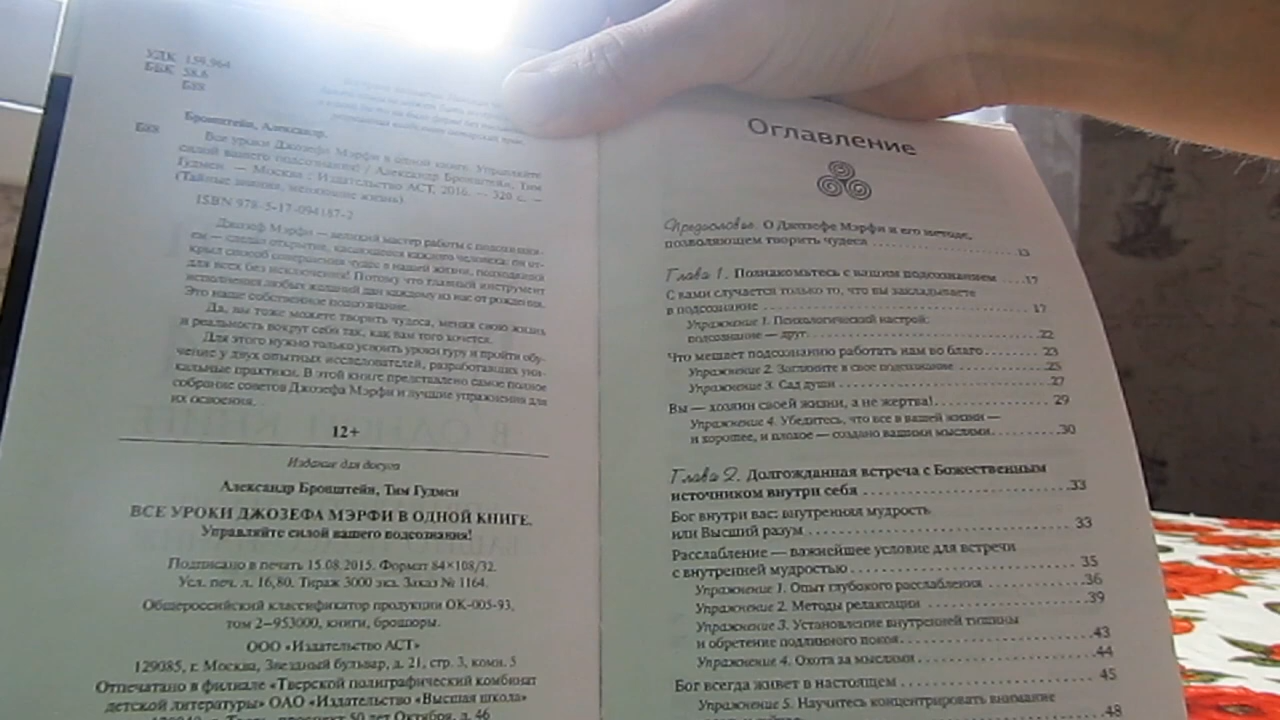 УДК 159.964
ББК 38.6
Б88
Бронштейн, Александр.
Б88
Все уроки Джозефа Мэрфи в одной книге. Управляйте
силой вашего подсознания! / Александр Бронштейн, Тим
Гудмен. — Москва : Издательство АСТ, 2016. — 320 с. —
(Тайные знания, меняющие жизнь).
ISBN 978-5-17-094187-2
Джозеф Мэрфи — великий мастер работы с подсознани-
ем — сделал открытие, касающееся каждого человека: он от-
крыл способ совершения чудес в нашей жизни, подходящий
для всех без исключения! Потому что главный инструмент
исполнения любых желаний дан каждому из нас от рождения.
Это наше собственное подсознание.
Да, вы тоже можете творить чудеса, меняя свою жизнь
и реальность вокруг себя так, как вам того хочется.
Для этого нужно только усвоить уроки гуру и пройти обу-
чение у двух опытных исследователей, разработавших уни-
кальные практики. В этой книге представлено самое полное
собрание советов Джозефа Мэрфи и лучшие упражнения для
их освоения.
12+
Издание для досуга
Александр Бронштейн, Тим Гудмен
ВСЕ УРОКИ ДЖОЗЕФА МЭРФИ В ОДНОЙ КНИГЕ.
Управляйте силой вашего подсознания!
Подписано в печать 15.08.2015. Формат 84×108/32.
Усл. печ. л. 16,80. Тираж 3000 экз. Заказ № 1164.
Общероссийский классификатор продукции ОК-005-93,
том 2–953000, книги, брошюры.
ООО «Издательство АСТ»
129085, г. Москва, Звездный бульвар, д. 21, стр. 3, комн. 5
Отпечатано в филиале «Тверской полиграфический комбинат
детской литературы» ОАО «Издательство «Высшая школа»
пр᠎оспект 50 лет Октября, д. 46
Оглавление
Предисловие. О Джозефе Мэрфи и его методе,
позволяющем творить чудеса ........ 13
Глава 1. Познакомьтесь с вашим подсознанием ....17
С вами случается только то, что вы закладываете
в подсознание ........ 17
Упражнение 1. Психологический настрой:
подсознание — друг ........ 22
Что мешает подсознанию работать нам во благо ........ 23
Упражнение 2. Загляните в свое подсознание ........ 25
Упражнение 3. Сад души ........ 27
Вы — хозяин своей жизни, а не жертва! ........ 29
Упражнение 4. Убедитесь, что все в вашей жизни —
и хорошее, и плохое — создано вашими мыслями ........ 30
Глава 2. Долгожданная встреча с Божественным
источником внутри себя ........ 33
Бог внутри вас: внутренняя мудрость
или Высший разум ........ 33
Расслабление — важнейшее условие для встречи
с внутренней мудростью ........ 35
Упражнение 1. Опыт глубокого расслабления ........ 36
Упражнение 2. Методы релаксации ........ 39
Упражнение 3. Установление внутренней тишины
и обретение подлинного покоя ........ 43
Упражнение 4. Охота за мыслями ........ 44
Бог всегда живет в настоящем ........ 45
Упражнение 5. Научитесь концентрировать внимание
48